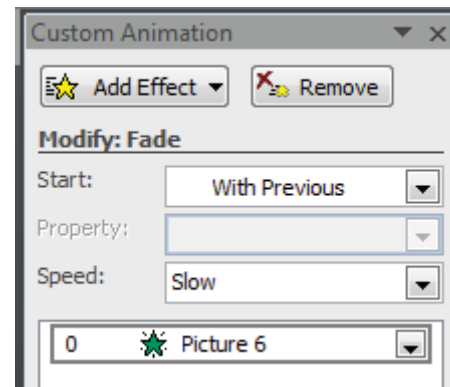 Custom Animation
Add Effect Remove
Modify: Fade
Start: With Previous
Property:
Speed: Slow
0 Picture 6